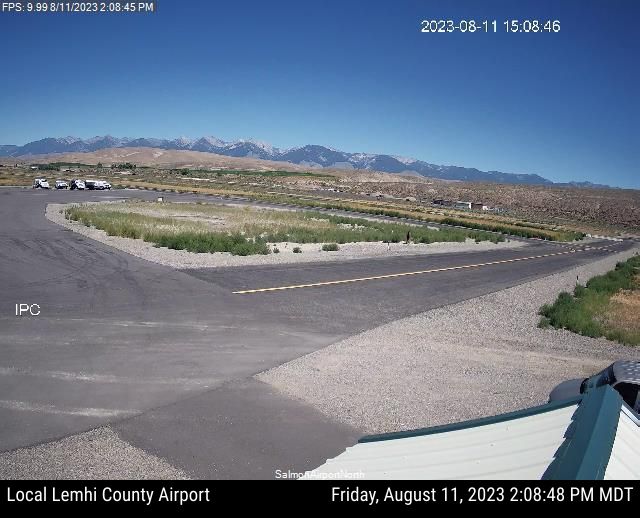 FPS: 9.99 8/11/2023 2:08:45 PM
2023-08-11 15:08:46
IPC
SalmonAirportNorth
Local Lemhi County Airport Friday, August 11, 2023 2:08:48 PM MDT